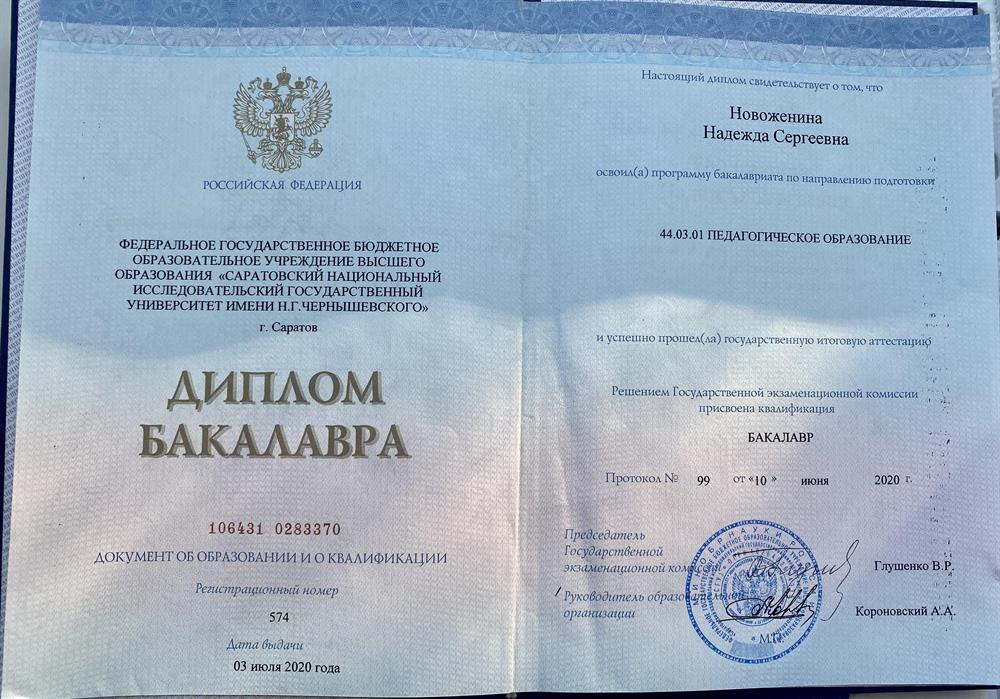 РОССИЙСКАЯ ФЕДЕРАЦИЯ
ФЕДЕРАЛЬНОЕ ГОСУДАРСТВЕННОЕ БЮДЖЕТНОЕ
ОБРАЗОВАТЕЛЬНОЕ УЧРЕЖДЕНИЕ ВЫСШЕГО
ОБРАЗОВАНИЯ «САРАТОВСКИЙ НАЦИОНАЛЬНЫЙ
ИССЛЕДОВАТЕЛЬСКИЙ ГОСУДАРСТВЕННЫЙ
УНИВЕРСИТЕТ ИМЕНИ Н.Г.ЧЕРНЫШЕВСКОГО»
г. Саратов
ДИПЛОМ
БАКАЛАВРА
106431 0283370
ДОКУМЕНТ ОБ ОБРАЗОВАНИИ И О КВАЛИФИКАЦИИ
Регистрационный номер
574
Дата выдачи
03 июля 2020 года
Настоящий диплом свидетельствует о том, что
Новоженина
Надежда Сергеевна
освоил(а) программу бакалавриата по направлению подготовки
44.03.01 ПЕДАГОГИЧЕСКОЕ ОБРАЗОВАНИЕ
и успешно прошел(ла) государственную итоговую аттестацию
Решением Государственной экзаменационной комиссии
присвоена квалификация
БАКАЛАВР
Протокол № 99 от «10 » июня 2020 г.
Председатель
Государственной
экзаменационной комиссии
Глушенко В.Р.
Руководитель образовательной
организации
Короновский А.А.
М.П.